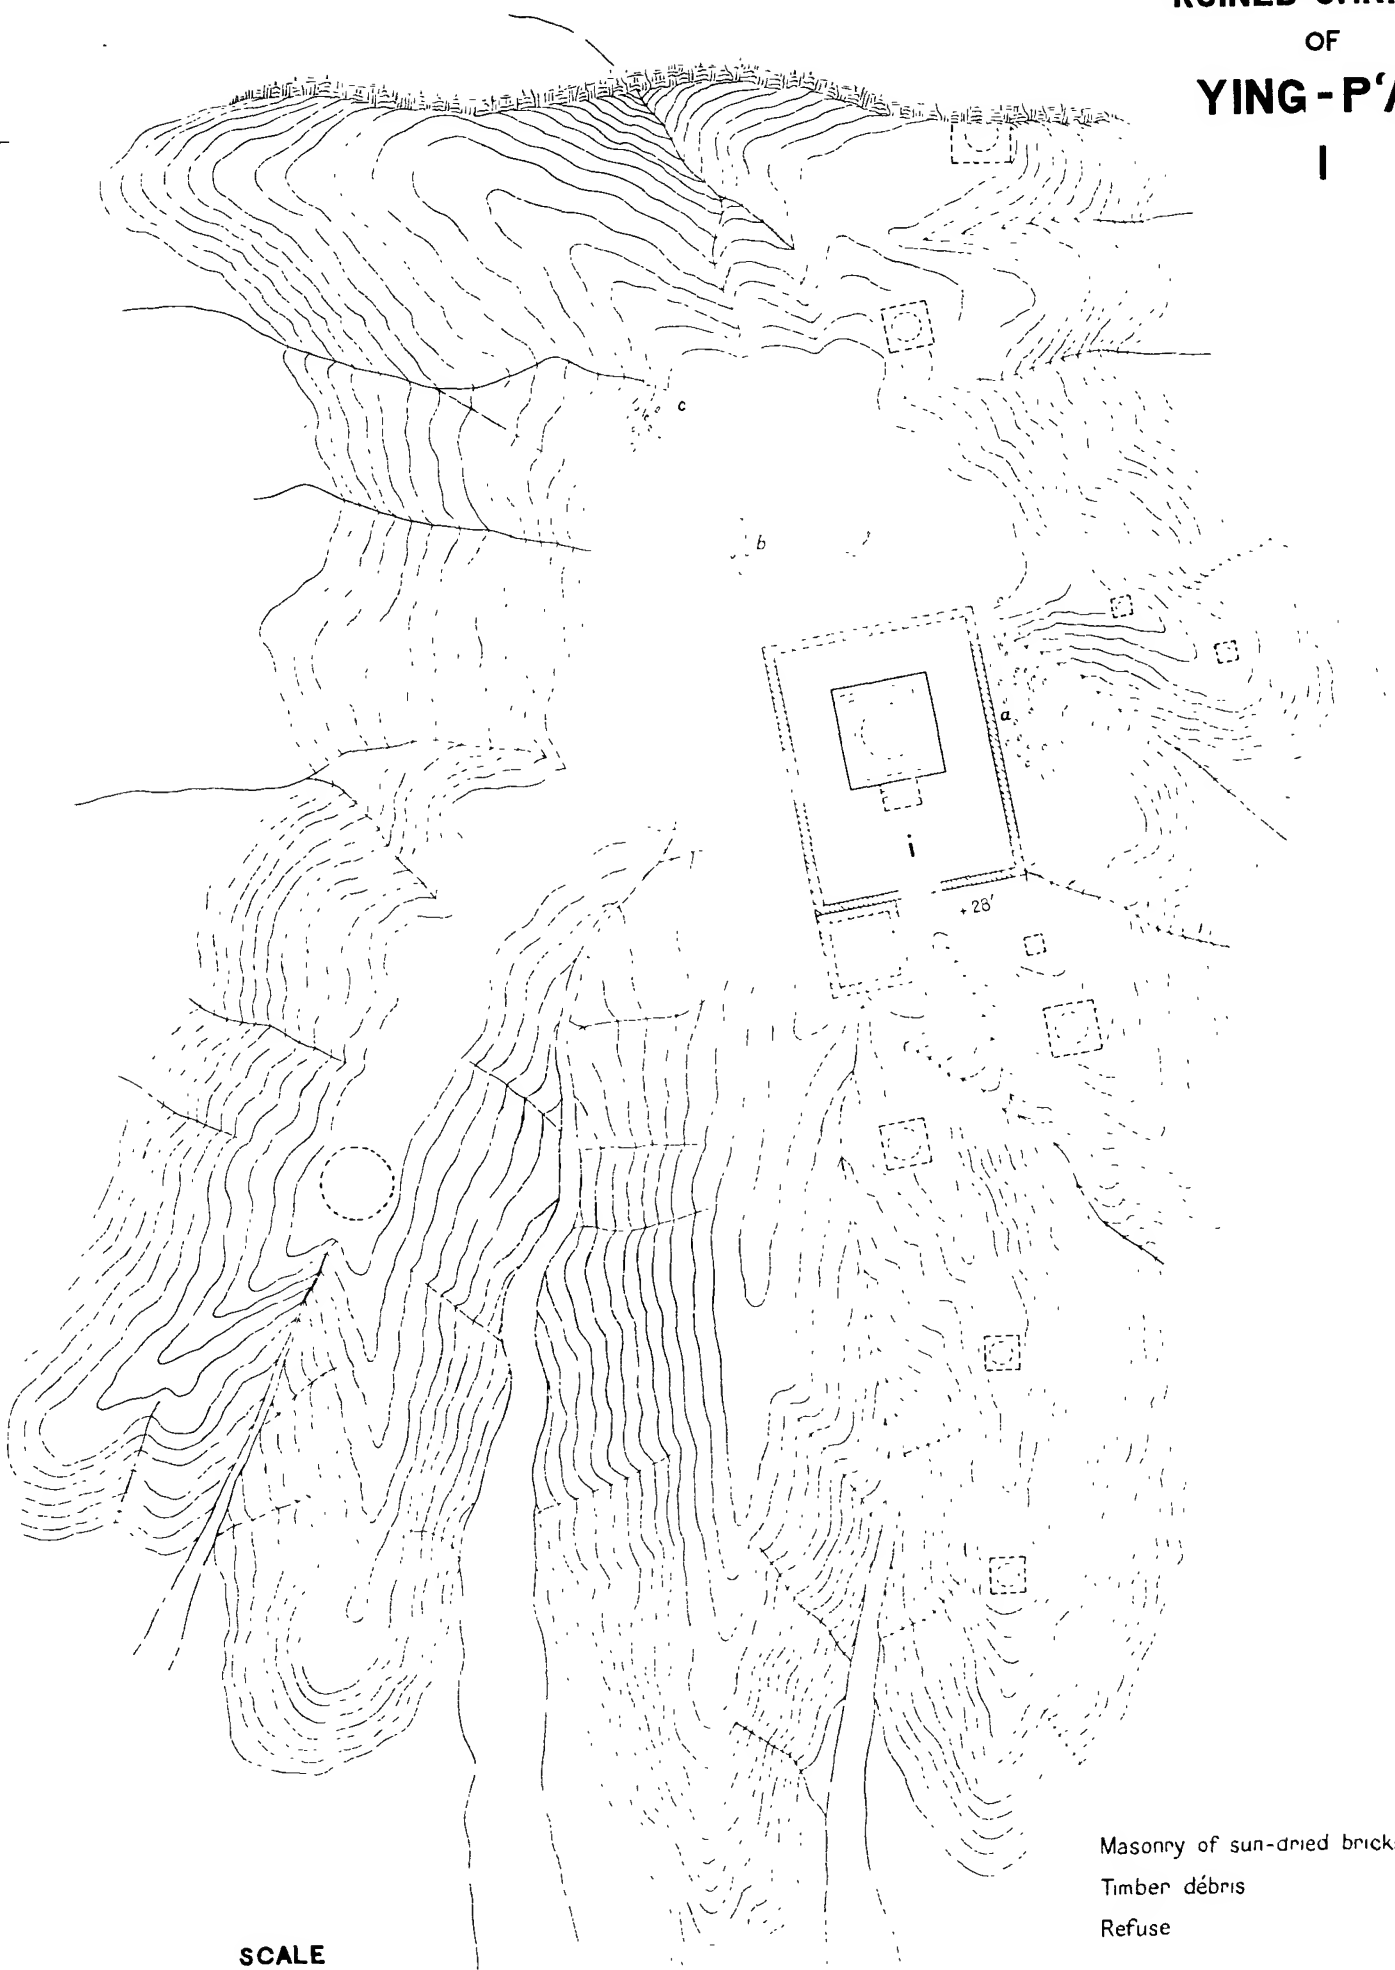 OF
YING-P'A
I
c
b
a
i
+28'
Masonry of sun-dried brick
Timber débris
Refuse
SCALE